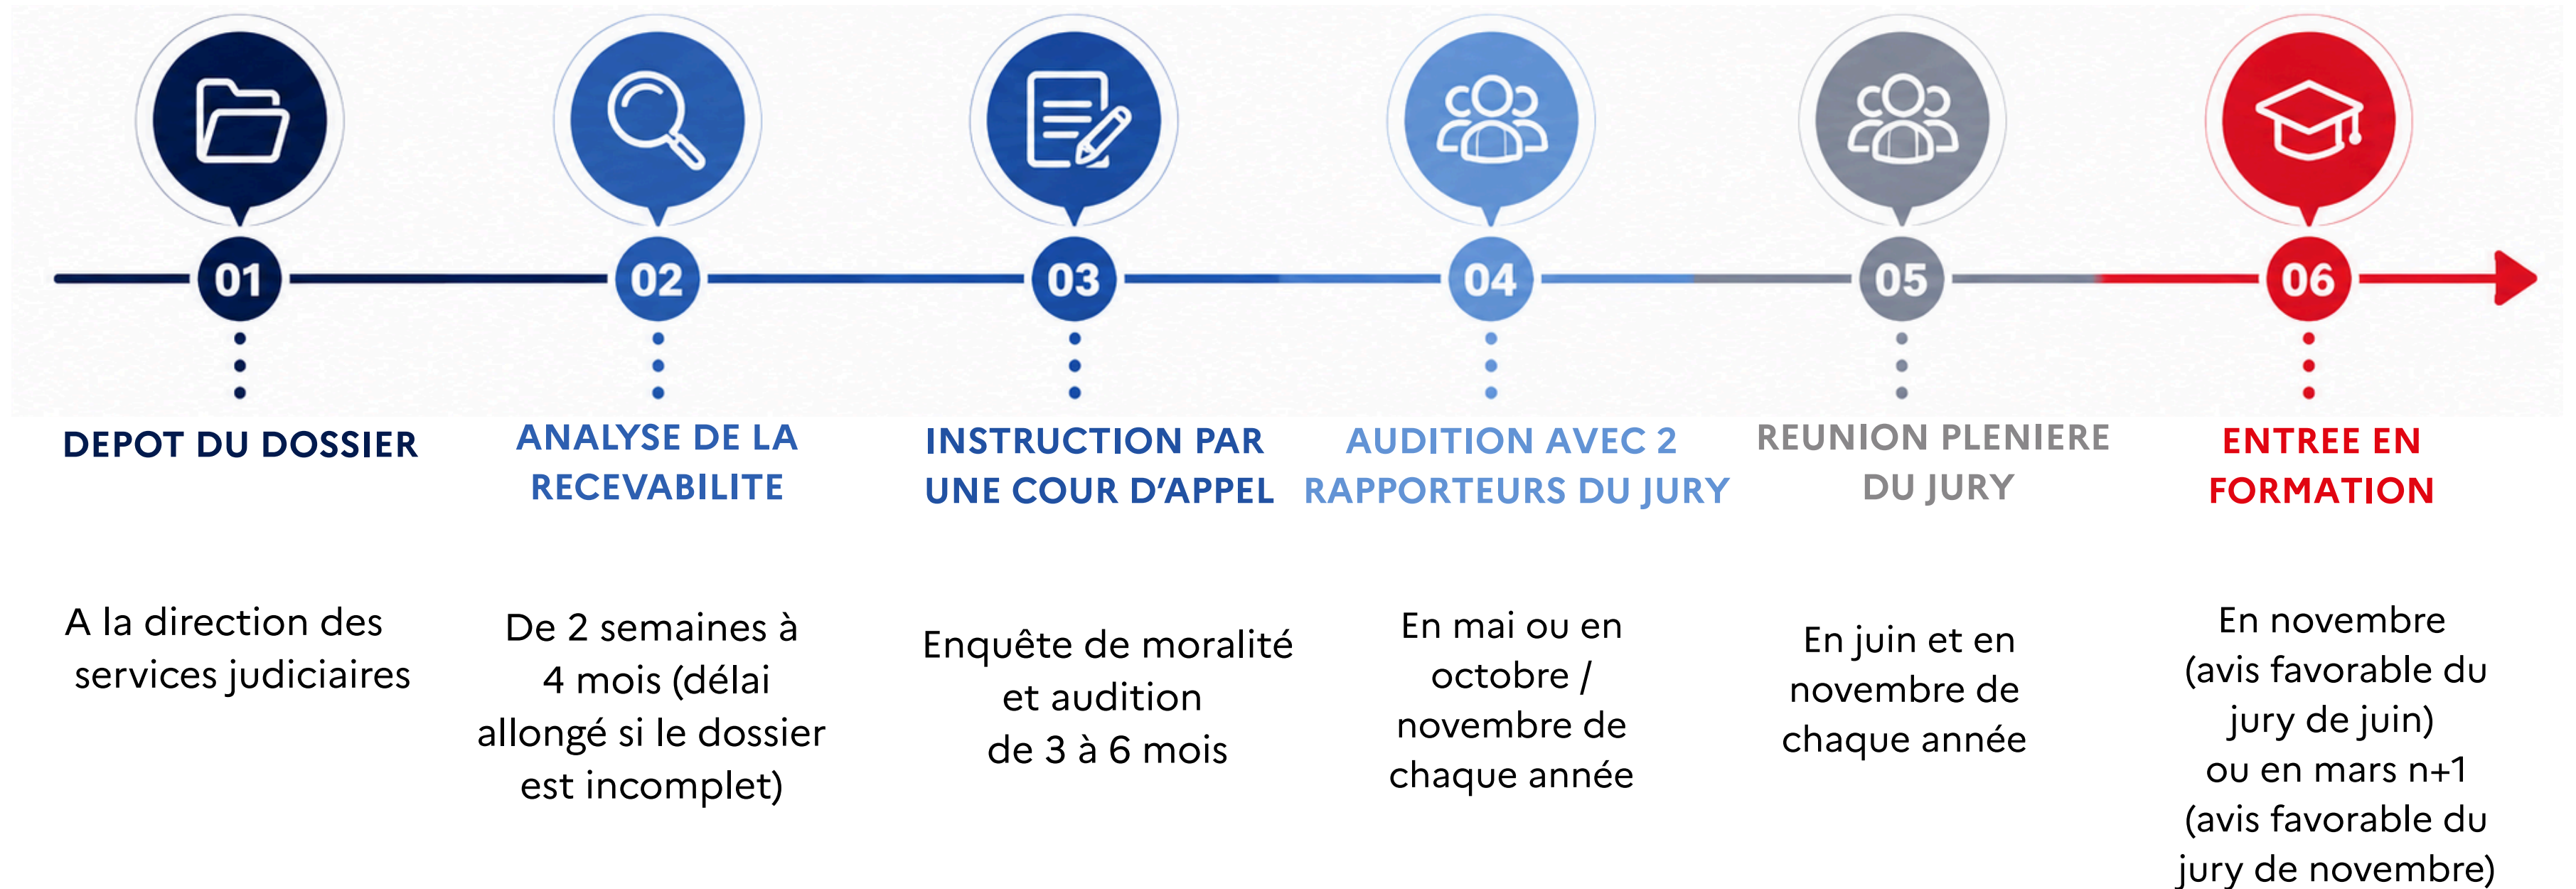 01
02
03
04
05
06
DEPOT DU DOSSIER
A la direction des
services judiciaires
ANALYSE DE LA
RECEVABILITE
De 2 semaines à
4 mois (délai
allongé si le dossier
est incomplet)
INSTRUCTION PAR
UNE COUR D’APPEL
Enquête de moralité
et audition
de 3 à 6 mois
AUDITION AVEC 2
RAPPORTEURS DU JURY
En mai ou en
octobre /
novembre de
chaque année
REUNION PLENIERE
DU JURY
En juin et en
novembre de
chaque année
ENTREE EN
FORMATION
En novembre
(avis favorable du
jury de juin)
ou en mars n+1
(avis favorable du
jury de novembre)